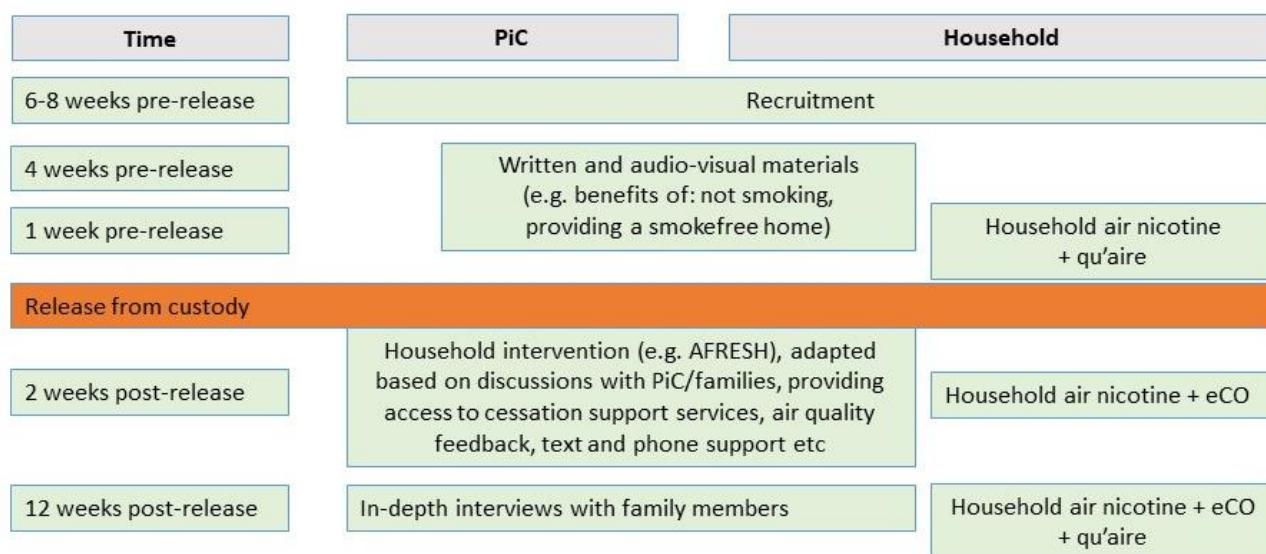 Time
PiC
Household
6-8 weeks pre-release
Recruitment
4 weeks pre-release
Written and audio-visual materials
(e.g. benefits of: not smoking,
providing a smokefree home)
1 week pre-release
Household air nicotine
+ qu’aire
Release from custody
Household intervention (e.g. AFRESH), adapted
based on discussions with PiC/families, providing
access to cessation support services, air quality
feedback, text and phone support etc
2 weeks post-release
Household air nicotine + eCO
12 weeks post-release
In-depth interviews with family members
Household air nicotine + eCO
+ qu’aire